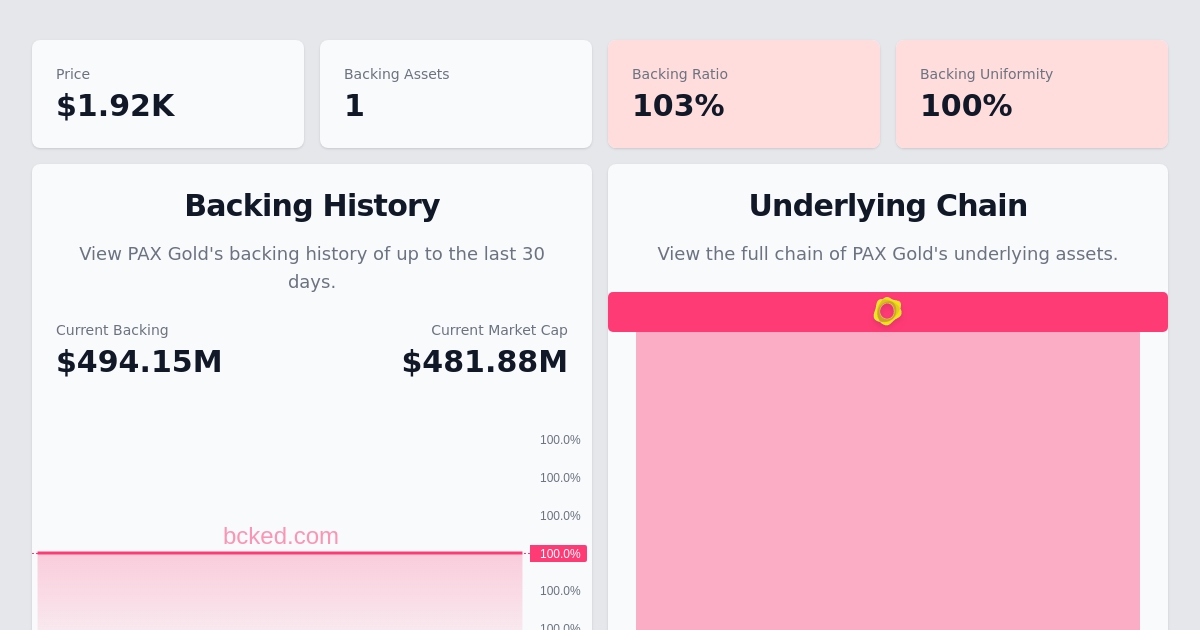 Price
$1.92K
Backing Assets
1
Backing Ratio
103%
Backing Uniformity
100%
Backing History
View PAX Gold's backing history of up to the last 30
days.
Current Backing
$494.15M
Current Market Cap
$481.88M
100.0%
100.0%
100.0%
bcked.com
100.0%
100.0%
100.0%
Underlying Chain
View the full chain of PAX Gold's underlying assets.